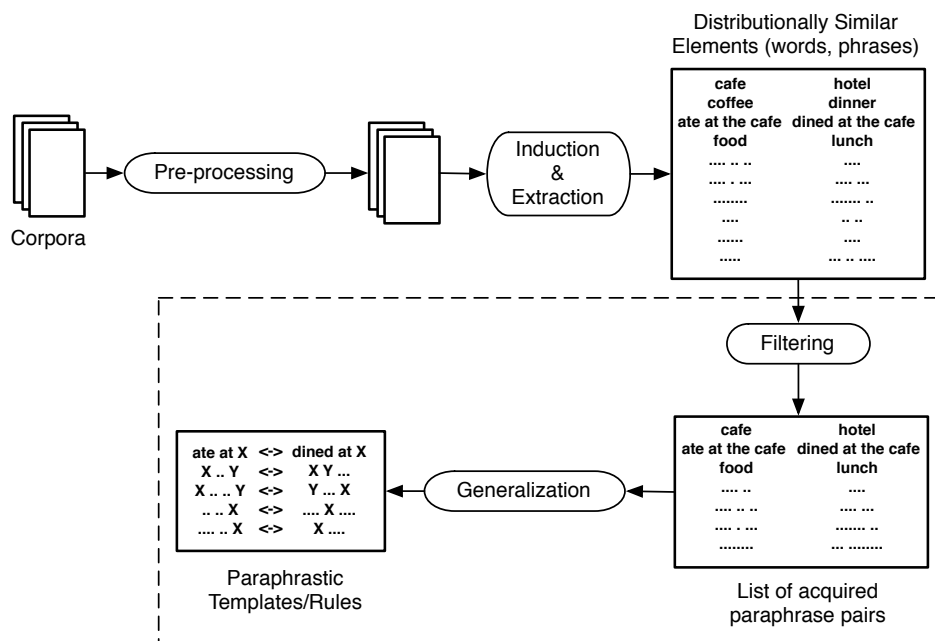 Distributionally Similar
Elements (words, phrases)
cafe hotel
coffee dinner
ate at the cafe dined at the cafe
food lunch
.... .. .. ....
.... . ... .... ...
........ ....... ..
.... .. ..
...... ....
..... ... .. ....
Pre-processing
Induction
&
Extraction
Corpora
Filtering
cafe hotel
ate at the cafe dined at the cafe
food lunch
.... .. ....
.... .. .. .... ...
.... . ... ....... ..
........ ... ........
List of acquired
paraphrase pairs
Generalization
ate at X <-> dined at X
X .. Y <-> X Y ...
X .. .. Y <-> Y ... X
.. .. X <-> .... X ....
.... .. X <-> X ....
Paraphrastic
Templates/Rules